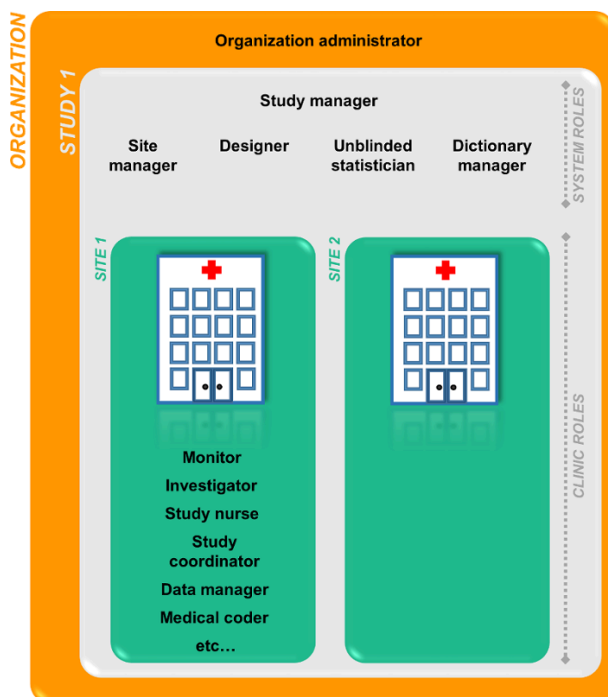 ORGANIZATION
Organization administrator
STUDY 1
Study manager
SYSTEM ROLES
Site
manager
Designer
Unblinded
statistician
Dictionary
manager
SITE 1
SITE 2
CLINIC ROLES
Monitor
Investigator
Study nurse
Study
coordinator
Data manager
Medical coder
etc…